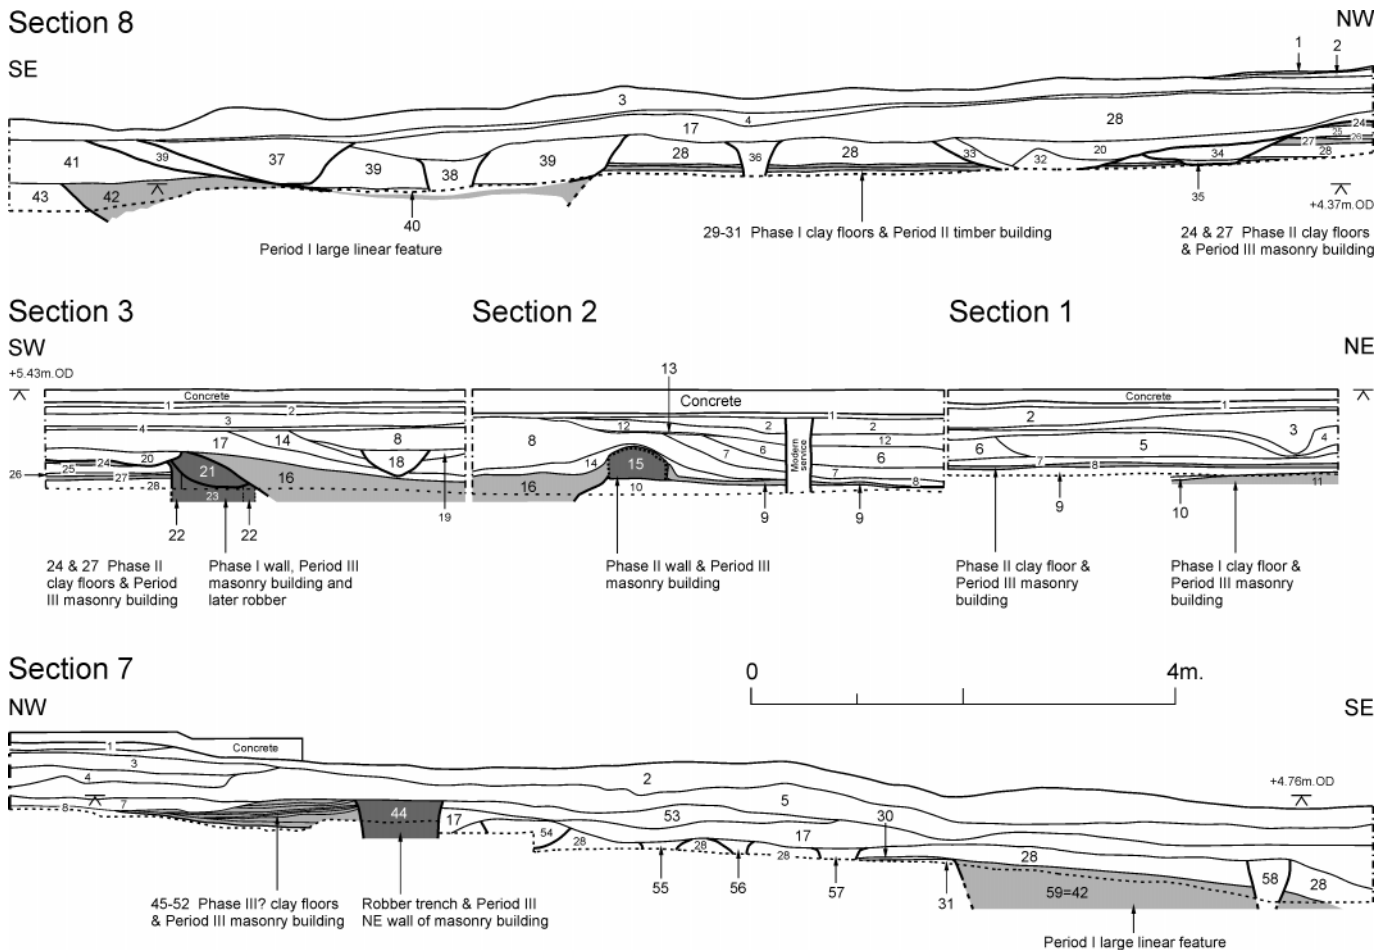 Section 8
NW
SE
1 2
3
4
17
28
24
25
26
27
28
41
39
37
39
38
39
28
36
28
33
32
20
34
35
43
42
40
+4.37m.OD
Period I large linear feature
29-31 Phase I clay floors & Period II timber building
24 & 27 Phase II clay floors
& Period III masonry building
Section 3
Section 2
Section 1
SW
NE
+5.43m.OD
Concrete
1
2
3
4
17
14
8
18
20
21
16
26
25
24
27
28
23
22
22
19
24 & 27 Phase II
clay floors & Period
III masonry building
Phase I wall, Period III
masonry building and
later robber
13
Concrete
1
12
2
2
8
12
7
6
6
14
15
16
10
7
8
Modern
service
9
9
Phase II wall & Period III
masonry building
Concrete
1
2
3
4
6
5
7
8
11
9
10
Phase II clay floor &
Period III masonry
building
Phase I clay floor &
Period III masonry
building
Section 7
0
4m.
NW
SE
1
Concrete
3
4
2
+4.76m.OD
8
7
44
17
5
53
30
54
28
28
28
17
28
55
56
57
31
59=42
58
28
45-52 Phase III? clay floors
& Period III masonry building
Robber trench & Period III
NE wall of masonry building
Period I large linear feature